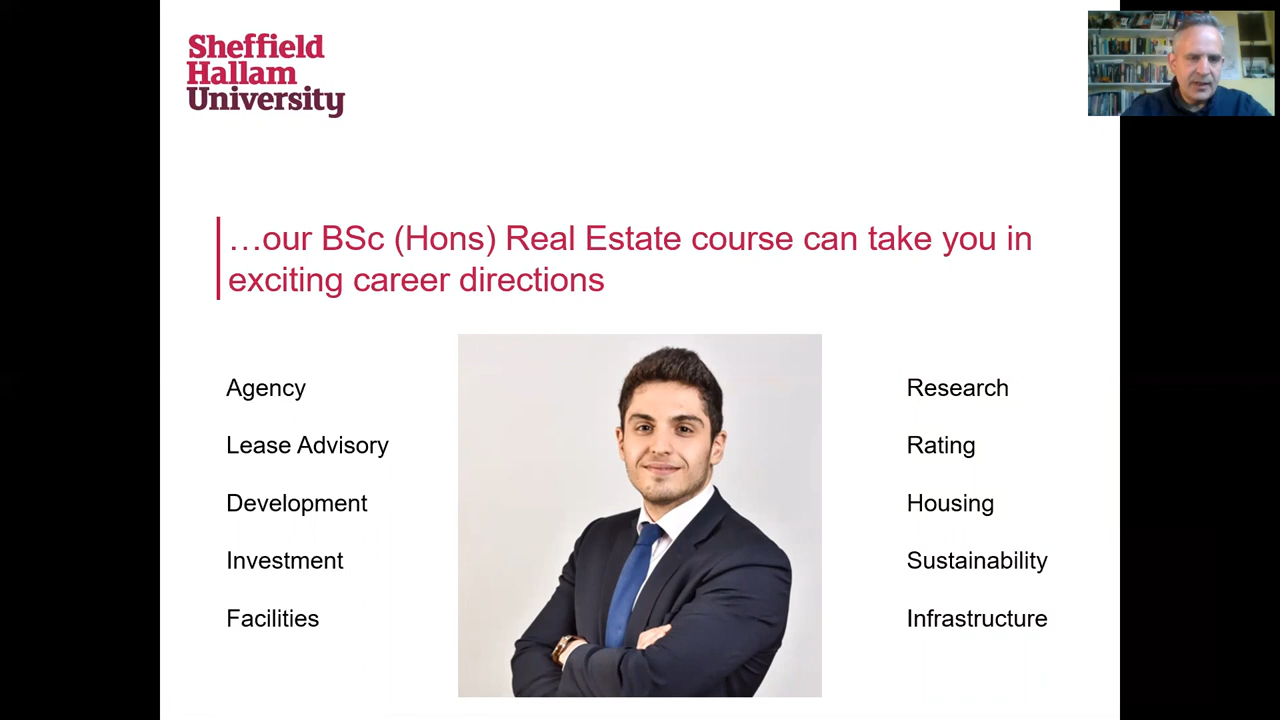 Sheffield
Hallam
University
…our BSc (Hons) Real Estate course can take you in
exciting career directions
Agency
Lease Advisory
Development
Investment
Facilities
Research
Rating
Housing
Sustainability
Infrastructure